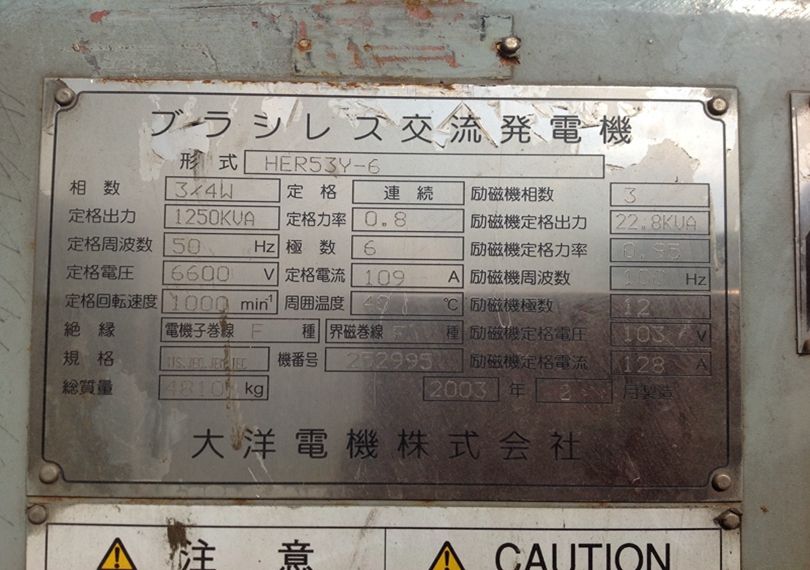 ブラシレス交流発電機
形式 HER53Y-6
相数 3/4W 定格 連続 励磁機相数 3
定格出力 1250KVA 定格力率 0.8 励磁機定格出力 22.8KVA
定格周波数 50 Hz 極数 6 励磁機定格力率 0.95
定格電圧 6600 V 定格電流 109 A 励磁機周波数 Hz
定格回転速度 1000 min⁻¹ 周囲温度 ℃ 励磁機極数 12
絶縁 電機子巻線 F 種 界磁巻線 F 種 励磁機定格電圧 103 V
規格 機番号 252995 励磁機定格電流 128 A
総質量 4810 kg 2003 年 2 月製造
大洋電機株式会社
注意 CAUTION